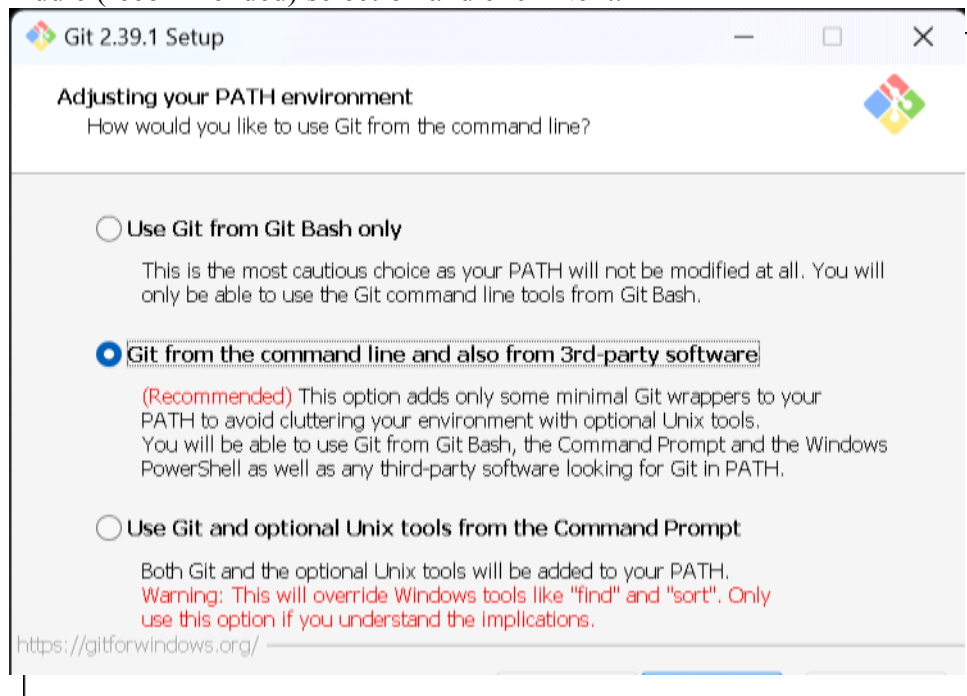 Git 2.39.1 Setup
Adjusting your PATH environment
How would you like to use Git from the command line?
Use Git from Git Bash only
This is the most cautious choice as your PATH will not be modified at all. You will
only be able to use the Git command line tools from Git Bash.
Git from the command line and also from 3rd-party software
(Recommended) This option adds only some minimal Git wrappers to your
PATH to avoid cluttering your environment with optional Unix tools.
You will be able to use Git from Git Bash, the Command Prompt and the Windows
PowerShell as well as any third-party software looking for Git in PATH.
Use Git and optional Unix tools from the Command Prompt
Both Git and the optional Unix tools will be added to your PATH.
Warning: This will override Windows tools like "find" and "sort". Only
use this option if you understand the implications.
https://gitforwindows.org/